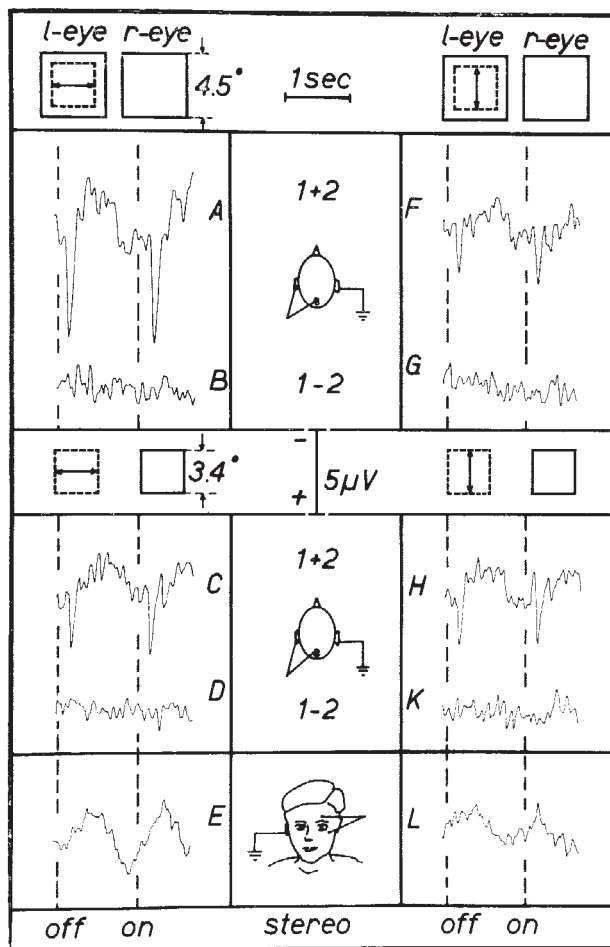 l-eye r-eye l-eye r-eye
4.5° 1sec
A 1+2 F
B 1-2 G
3.4° - + 5µV
C 1+2 H
D 1-2 K
E L
off on stereo off on